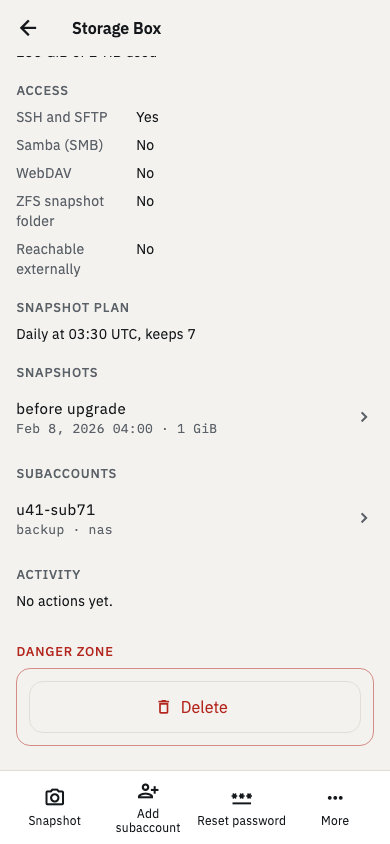 Storage Box
ACCESS
SSH and SFTP Yes
Samba (SMB) No
WebDAV No
ZFS snapshot folder No
Reachable externally No
SNAPSHOT PLAN
Daily at 03:30 UTC, keeps 7
SNAPSHOTS
before upgrade
Feb 8, 2026 04:00 · 1 GiB
SUBACCOUNTS
u41-sub71
backup · nas
ACTIVITY
No actions yet.
DANGER ZONE
Delete
Snapshot
Add subaccount
Reset password
More